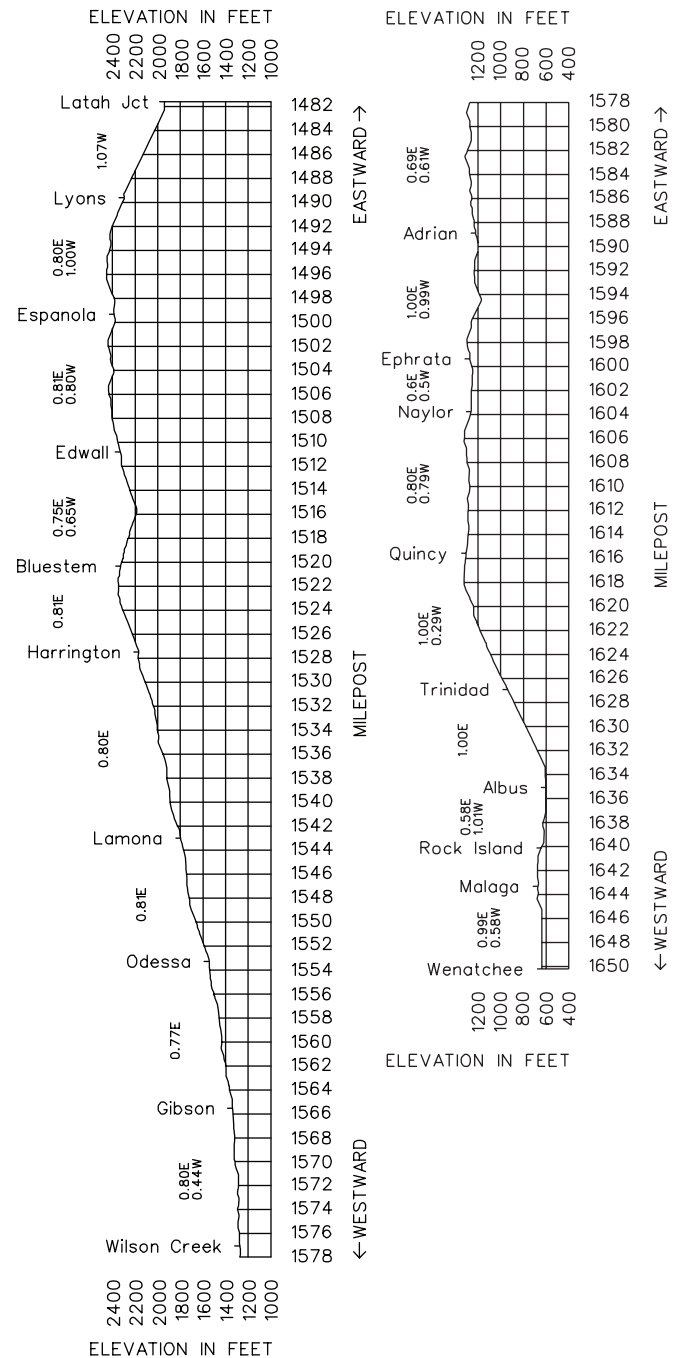 ELEVATION IN FEET
2400 2200 2000 1800 1600 1400 1200 1000
Latah Jct
1482
1484
1.07W
1486
1488
Lyons
1490
1492
0.80E
1.00W
1494
1496
1498
Espanola
1500
1502
1504
0.81E
0.80W
1506
1508
1510
Edwall
1512
1514
0.75E
0.65W
1516
1518
1520
Bluestem
1522
0.81E
1524
1526
Harrington
1528
1530
1532
1534
0.80E
1536
1538
1540
1542
Lamona
1544
1546
0.81E
1548
1550
1552
Odessa
1554
1556
1558
0.77E
1560
1562
1564
Gibson
1566
1568
1570
0.80E
0.44W
1572
1574
1576
Wilson Creek
1578
EASTWARD →
MILEPOST
← WESTWARD
2400 2200 2000 1800 1600 1400 1200 1000
ELEVATION IN FEET
ELEVATION IN FEET
1200 1000 800 600 400
1578
1580
1582
0.69E
0.61W
1584
1586
1588
Adrian
1590
1592
1594
1.00E
0.99W
1596
1598
Ephrata
1600
0.6E
0.5W
1602
Naylor
1604
1606
1608
0.80E
0.79W
1610
1612
1614
Quincy
1616
1618
1620
1.00E
0.29W
1622
1624
1626
Trinidad
1628
1630
1.00E
1632
1634
Albus
1636
0.58E
1.01W
1638
Rock Island
1640
1642
Malaga
1644
0.99E
0.58W
1646
1648
Wenatchee
1650
EASTWARD →
MILEPOST
← WESTWARD
1200 1000 800 600 400
ELEVATION IN FEET